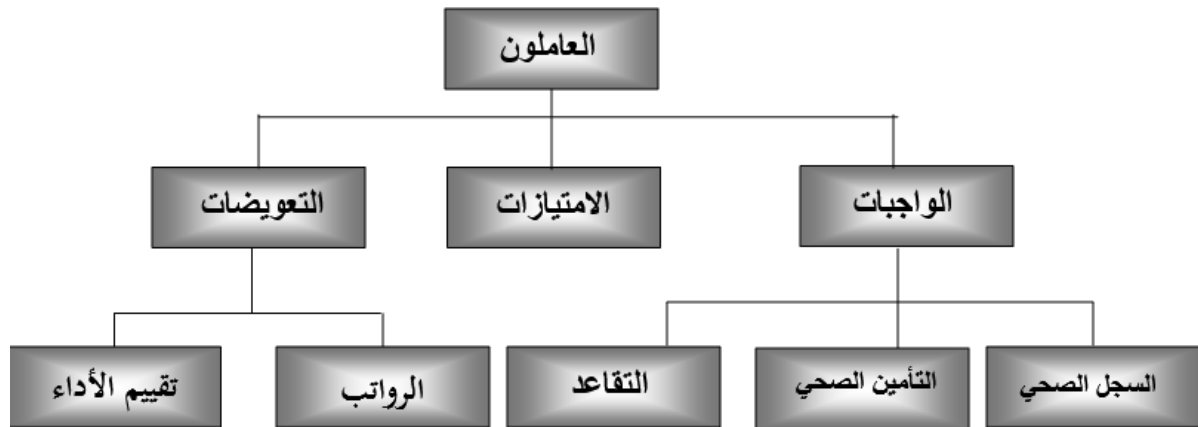 العاملون
الواجبات
الامتيازات
التعويضات
السجل الصحي
التأمين الصحي
التقاعد
الرواتب
تقييم الأداء